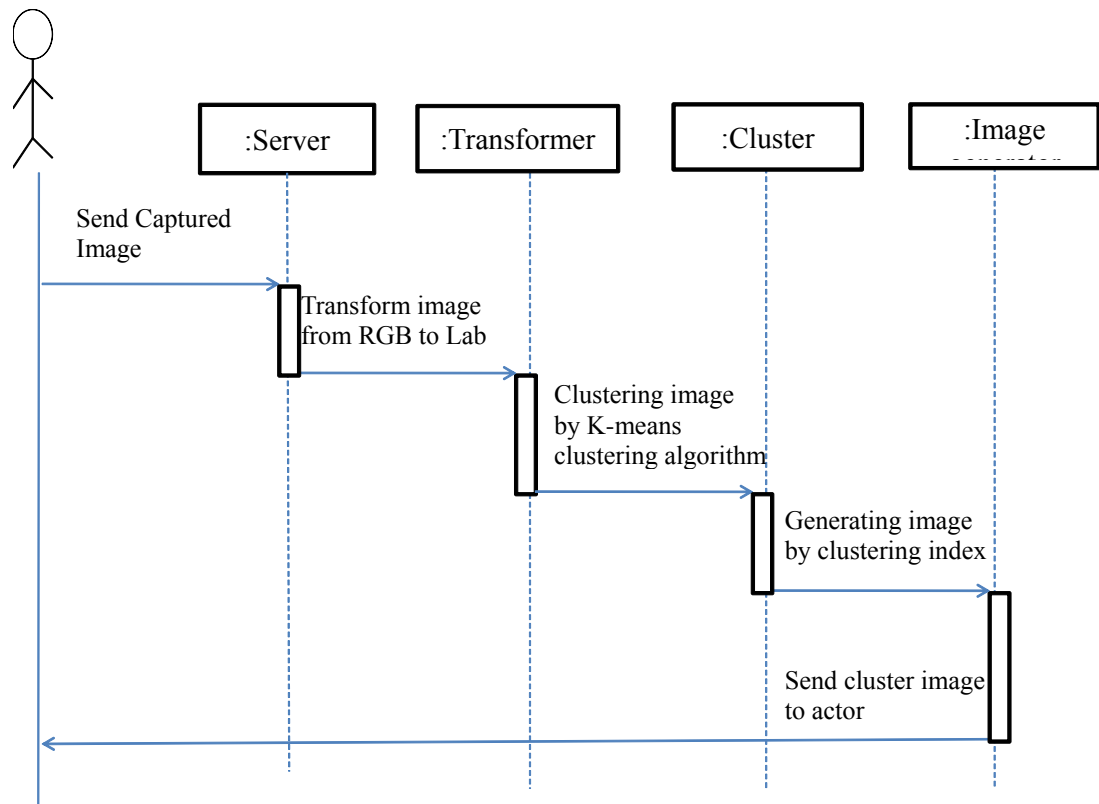 :Server
:Transformer
:Cluster
:Image
Send Captured
Image
Transform image
from RGB to Lab
Clustering image
by K-means
clustering algorithm
Generating image
by clustering index
Send cluster image
to actor